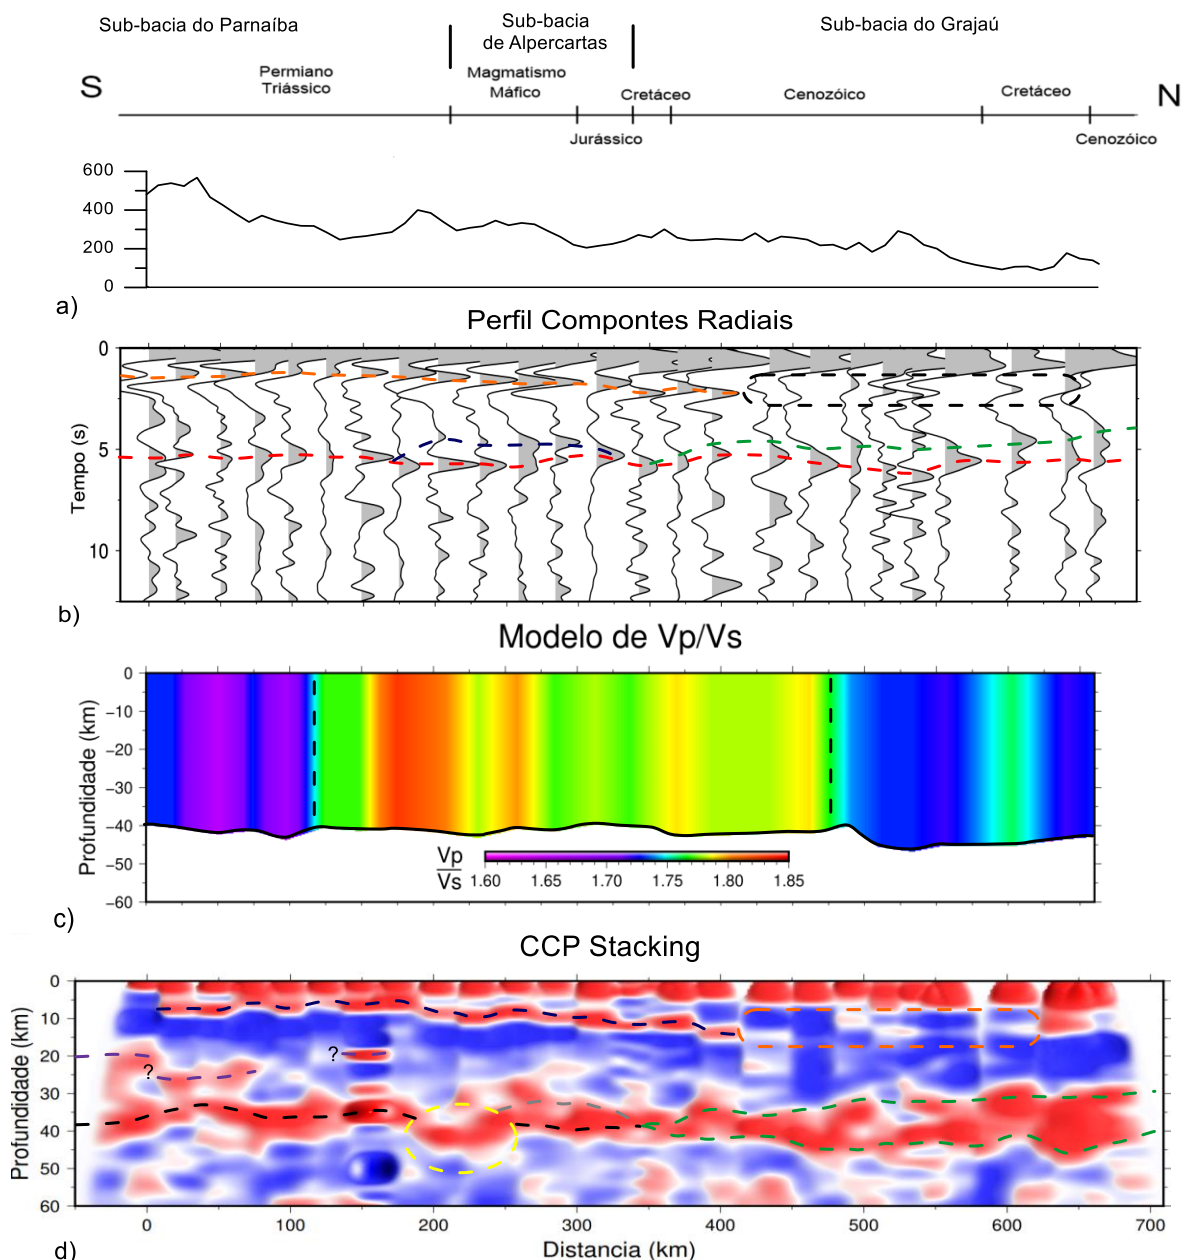 Sub-bacia do Parnaíba
Sub-bacia
de Alpercartas
Sub-bacia do Grajaú
S
Permiano
Triássico
Magmatismo
Máfico
Cretáceo
Cenozóico
Cretáceo
N
Jurássico
Cenozóico
600
400
200
0
a)
Perfil Compontes Radiais
0
5
10
Tempo (s)
b)
Modelo de Vp/Vs
0
−10
−20
−30
−40
−50
−60
Profundidade (km)
Vp
Vs
1.60 1.65 1.70 1.75 1.80 1.85
c)
CCP Stacking
0
10
20
30
40
50
60
Profundidade (km)
?
?
0 100 200 300 400 500 600 700
Distancia (km)
d)